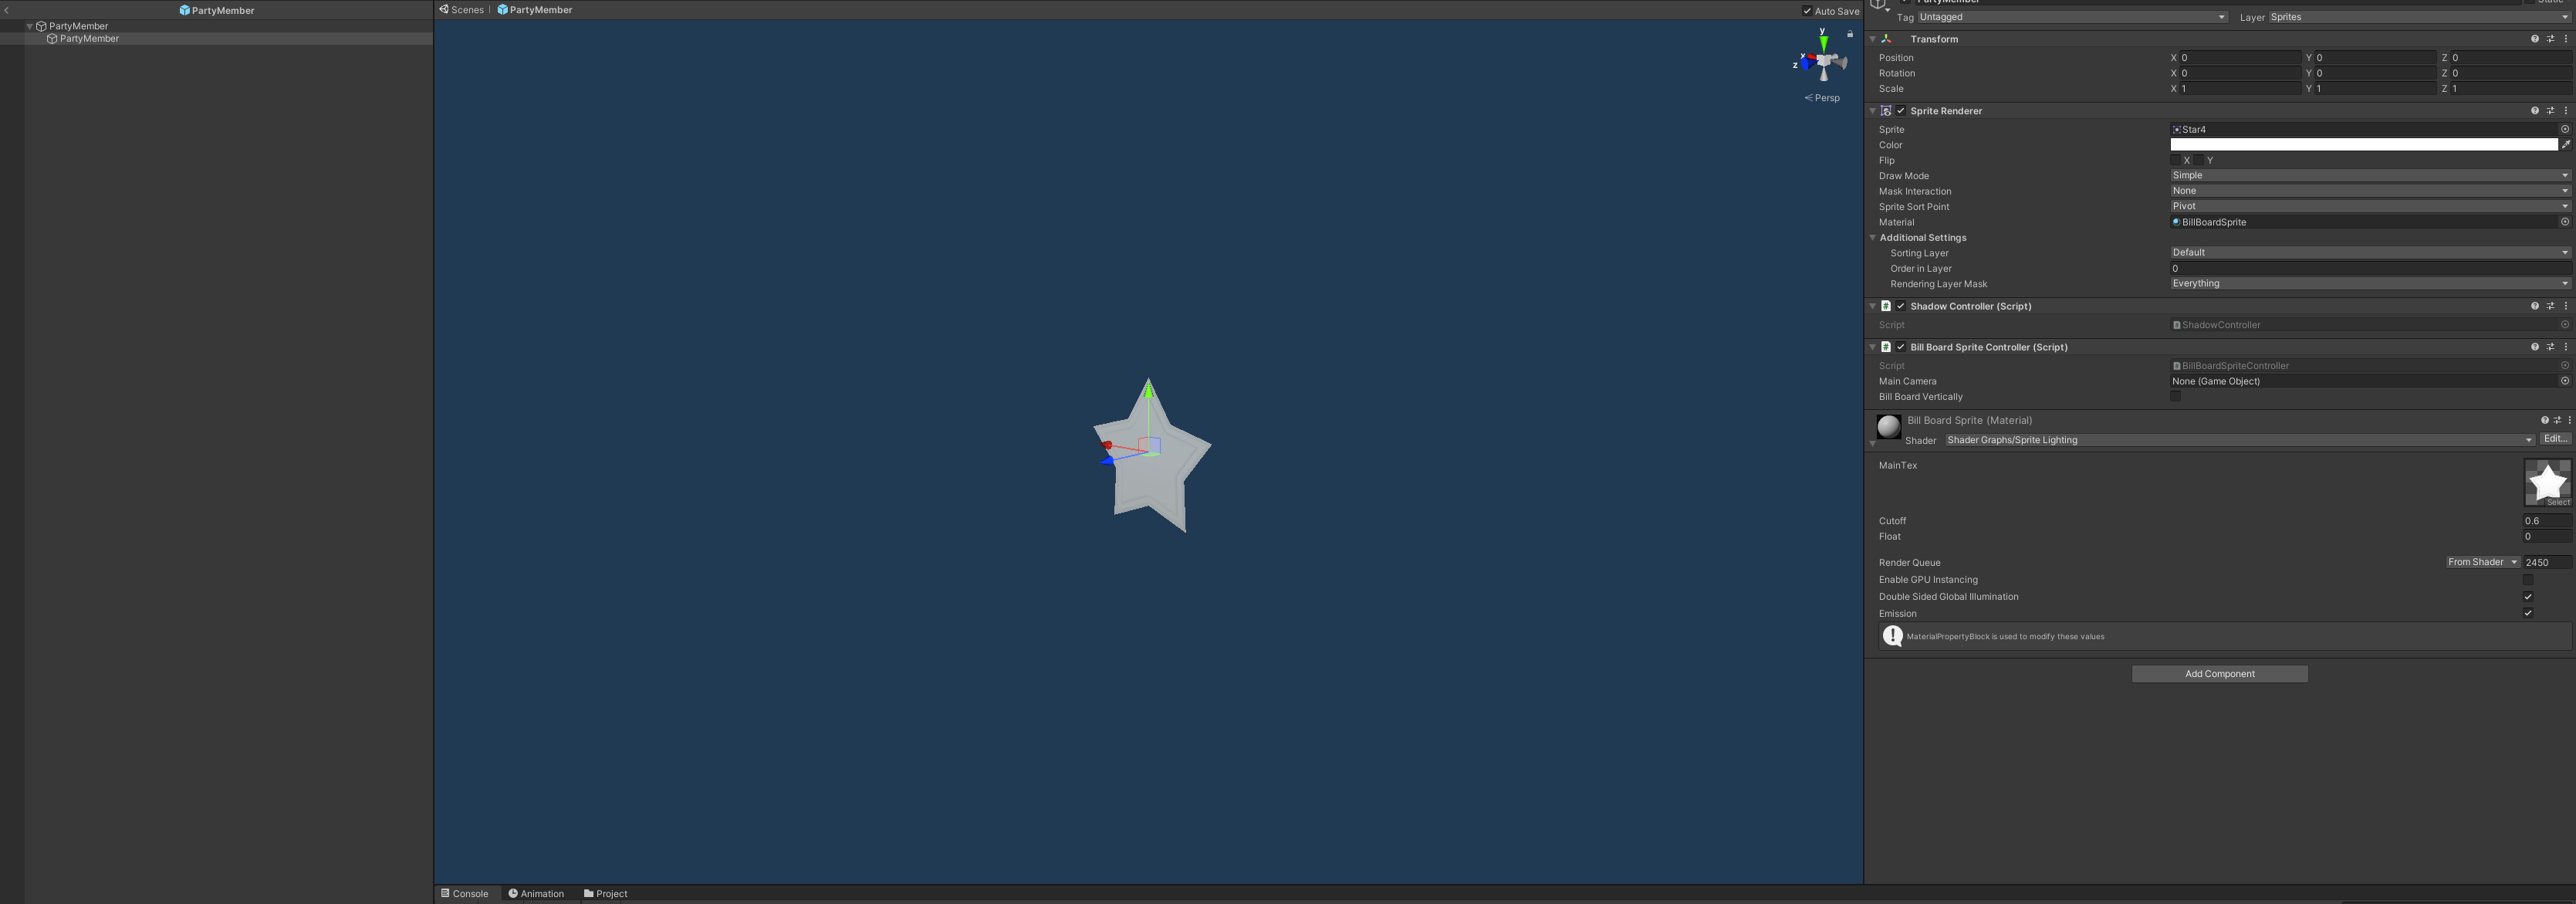 PartyMember
PartyMember
PartyMember
Scenes | PartyMember
Auto Save
y
x
z
Persp
PartyMember Static
Tag Untagged Layer Sprites
Transform
Position X 0 Y 0 Z 0
Rotation X 0 Y 0 Z 0
Scale X 1 Y 1 Z 1
Sprite Renderer
Sprite Star4
Color
Flip X Y
Draw Mode Simple
Mask Interaction None
Sprite Sort Point Pivot
Material BillBoardSprite
Additional Settings
Sorting Layer Default
Order in Layer 0
Rendering Layer Mask Everything
# Shadow Controller (Script)
Script ShadowController
# Bill Board Sprite Controller (Script)
Script BillBoardSpriteController
Main Camera None (Game Object)
Bill Board Vertically
Bill Board Sprite (Material)
Shader Shader Graphs/Sprite Lighting Edit...
MainTex
Select
Cutoff 0.6
Float 0
Render Queue From Shader 2450
Enable GPU Instancing
Double Sided Global Illumination
Emission
MaterialPropertyBlock is used to modify these values
Add Component
Console Animation Project